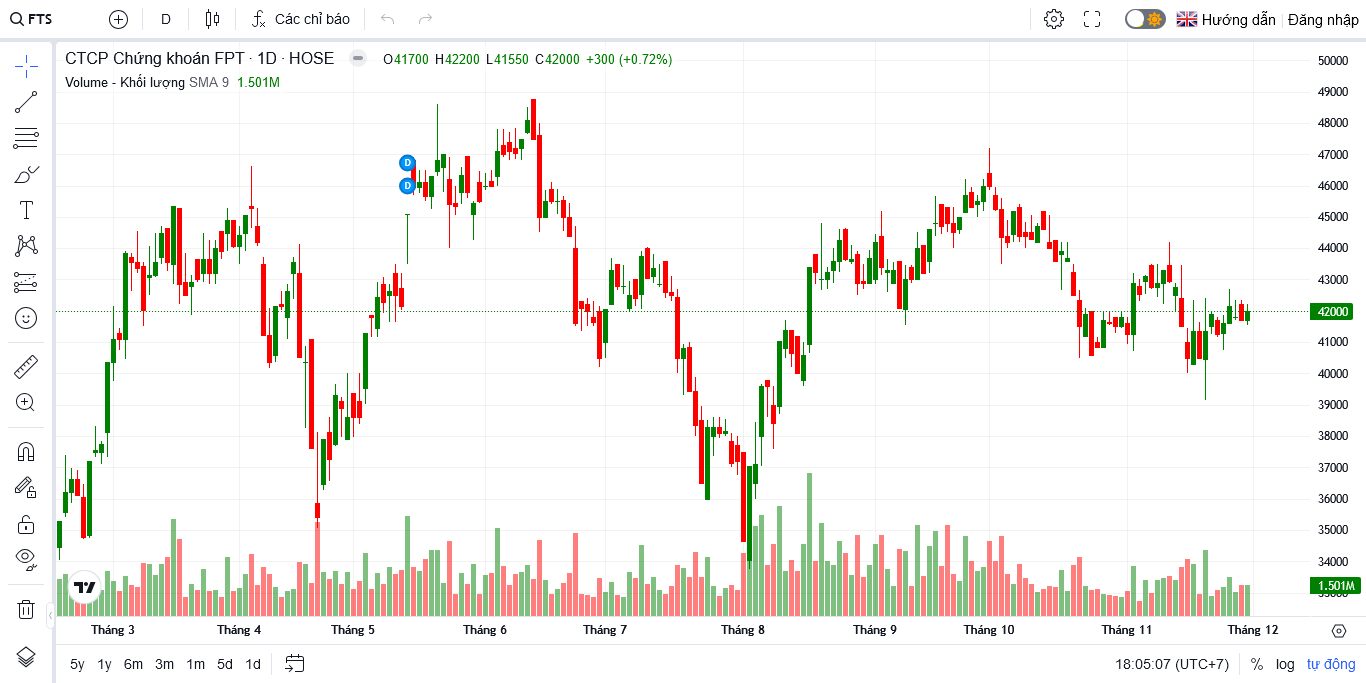 FTS
D
Các chỉ báo
Hướng dẫn
Đăng nhập
CTCP Chứng khoán FPT · 1D · HOSE
O41700 H42200 L41550 C42000 +300 (+0.72%)
Volume - Khối lượng SMA 9 1.501M
D
D
50000
49000
48000
47000
46000
45000
44000
43000
42000
41000
40000
39000
38000
37000
36000
35000
34000
1.501M
Tháng 3 Tháng 4 Tháng 5 Tháng 6 Tháng 7 Tháng 8 Tháng 9 Tháng 10 Tháng 11 Tháng 12
5y 1y 6m 3m 1m 5d 1d
18:05:07 (UTC+7) % log tự động